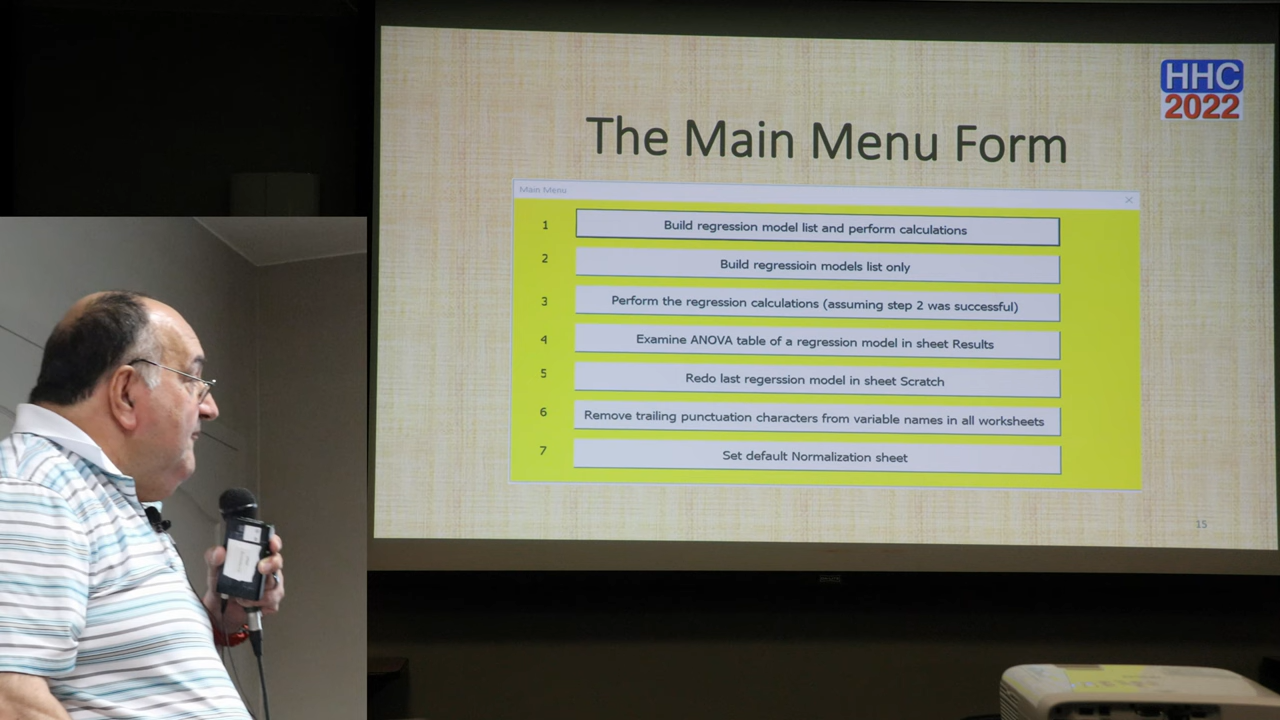 HHC
2022
The Main Menu Form
Main Menu
1 Build regression model list and perform calculations
2 Build regressioin models list only
3 Perform the regression calculations (assuming step 2 was successful)
4 Examine ANOVA table of a regression model in sheet Results
5 Redo last regerssion model in sheet Scratch
6 Remove trailing punctuation characters from variable names in all worksheets
7 Set default Normalization sheet
15